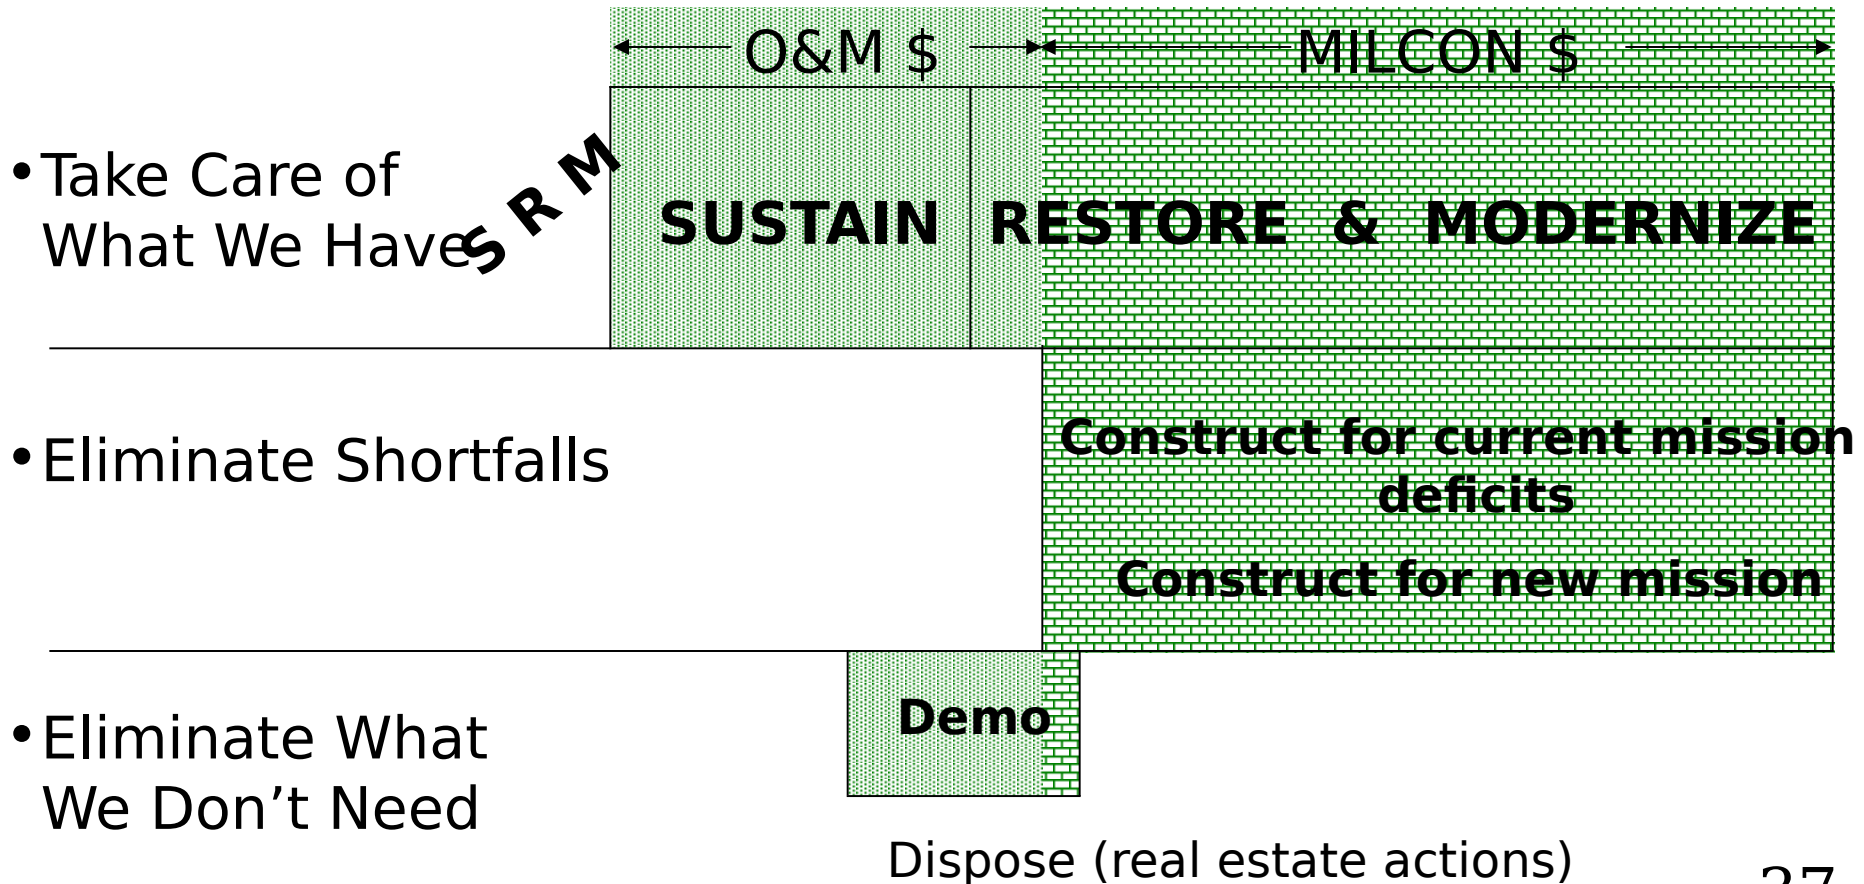 O&M $ MILCON $
• Take Care of
What We Have
S R M
SUSTAIN RESTORE & MODERNIZE
• Eliminate Shortfalls
Construct for current mission
deficits
Construct for new mission
• Eliminate What
We Don’t Need
Demo
Dispose (real estate actions)